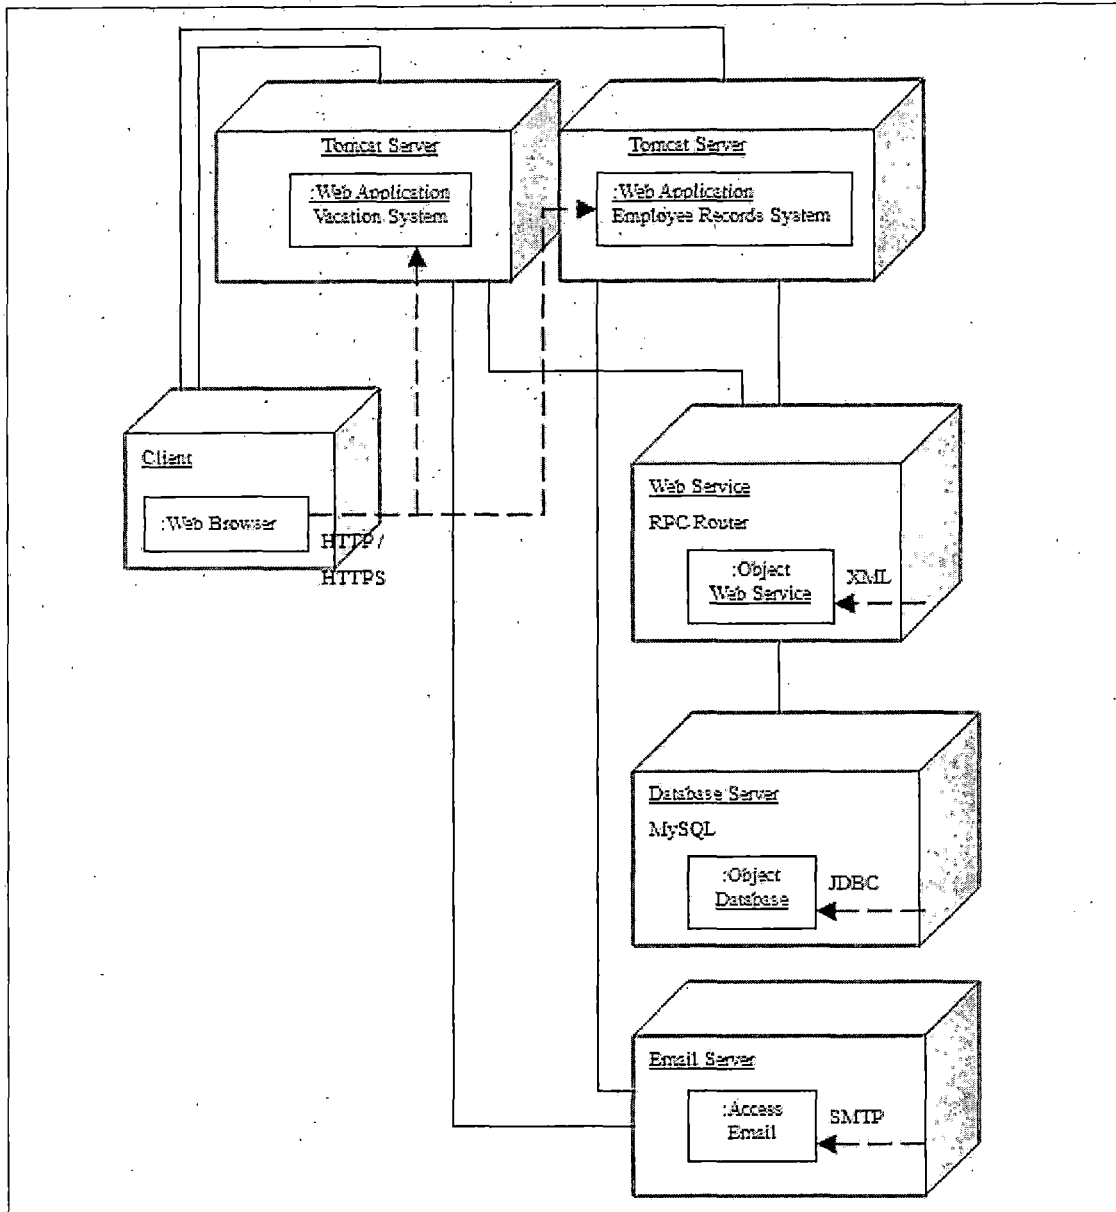 Tomcat Server
:Web Application
Vacation System
Tomcat Server
:Web Application
Employee Records System
Client
:Web Browser
HTTP /
HTTPS
Web Service
RPC Router
:Object
Web Service
XML
Database Server
MySQL
:Object
Database
JDBC
Email Server
:Access
Email
SMTP